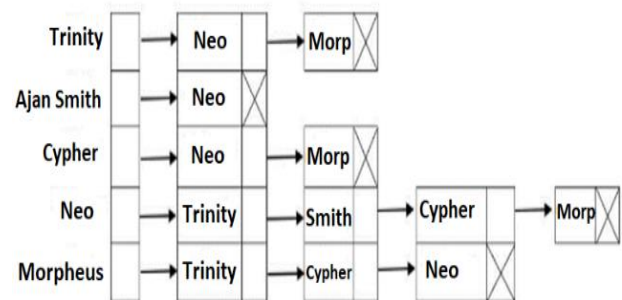 Trinity Neo Morp
Ajan Smith Neo
Cypher Neo Morp
Neo Trinity Smith Cypher Morp
Morpheus Trinity Cypher Neo